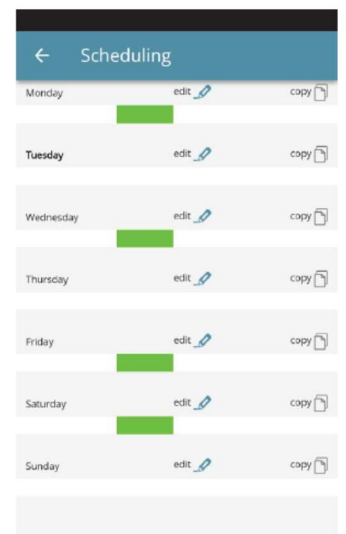 Scheduling
Monday edit copy
Tuesday edit copy
Wednesday edit copy
Thursday edit copy
Friday edit copy
Saturday edit copy
Sunday edit copy